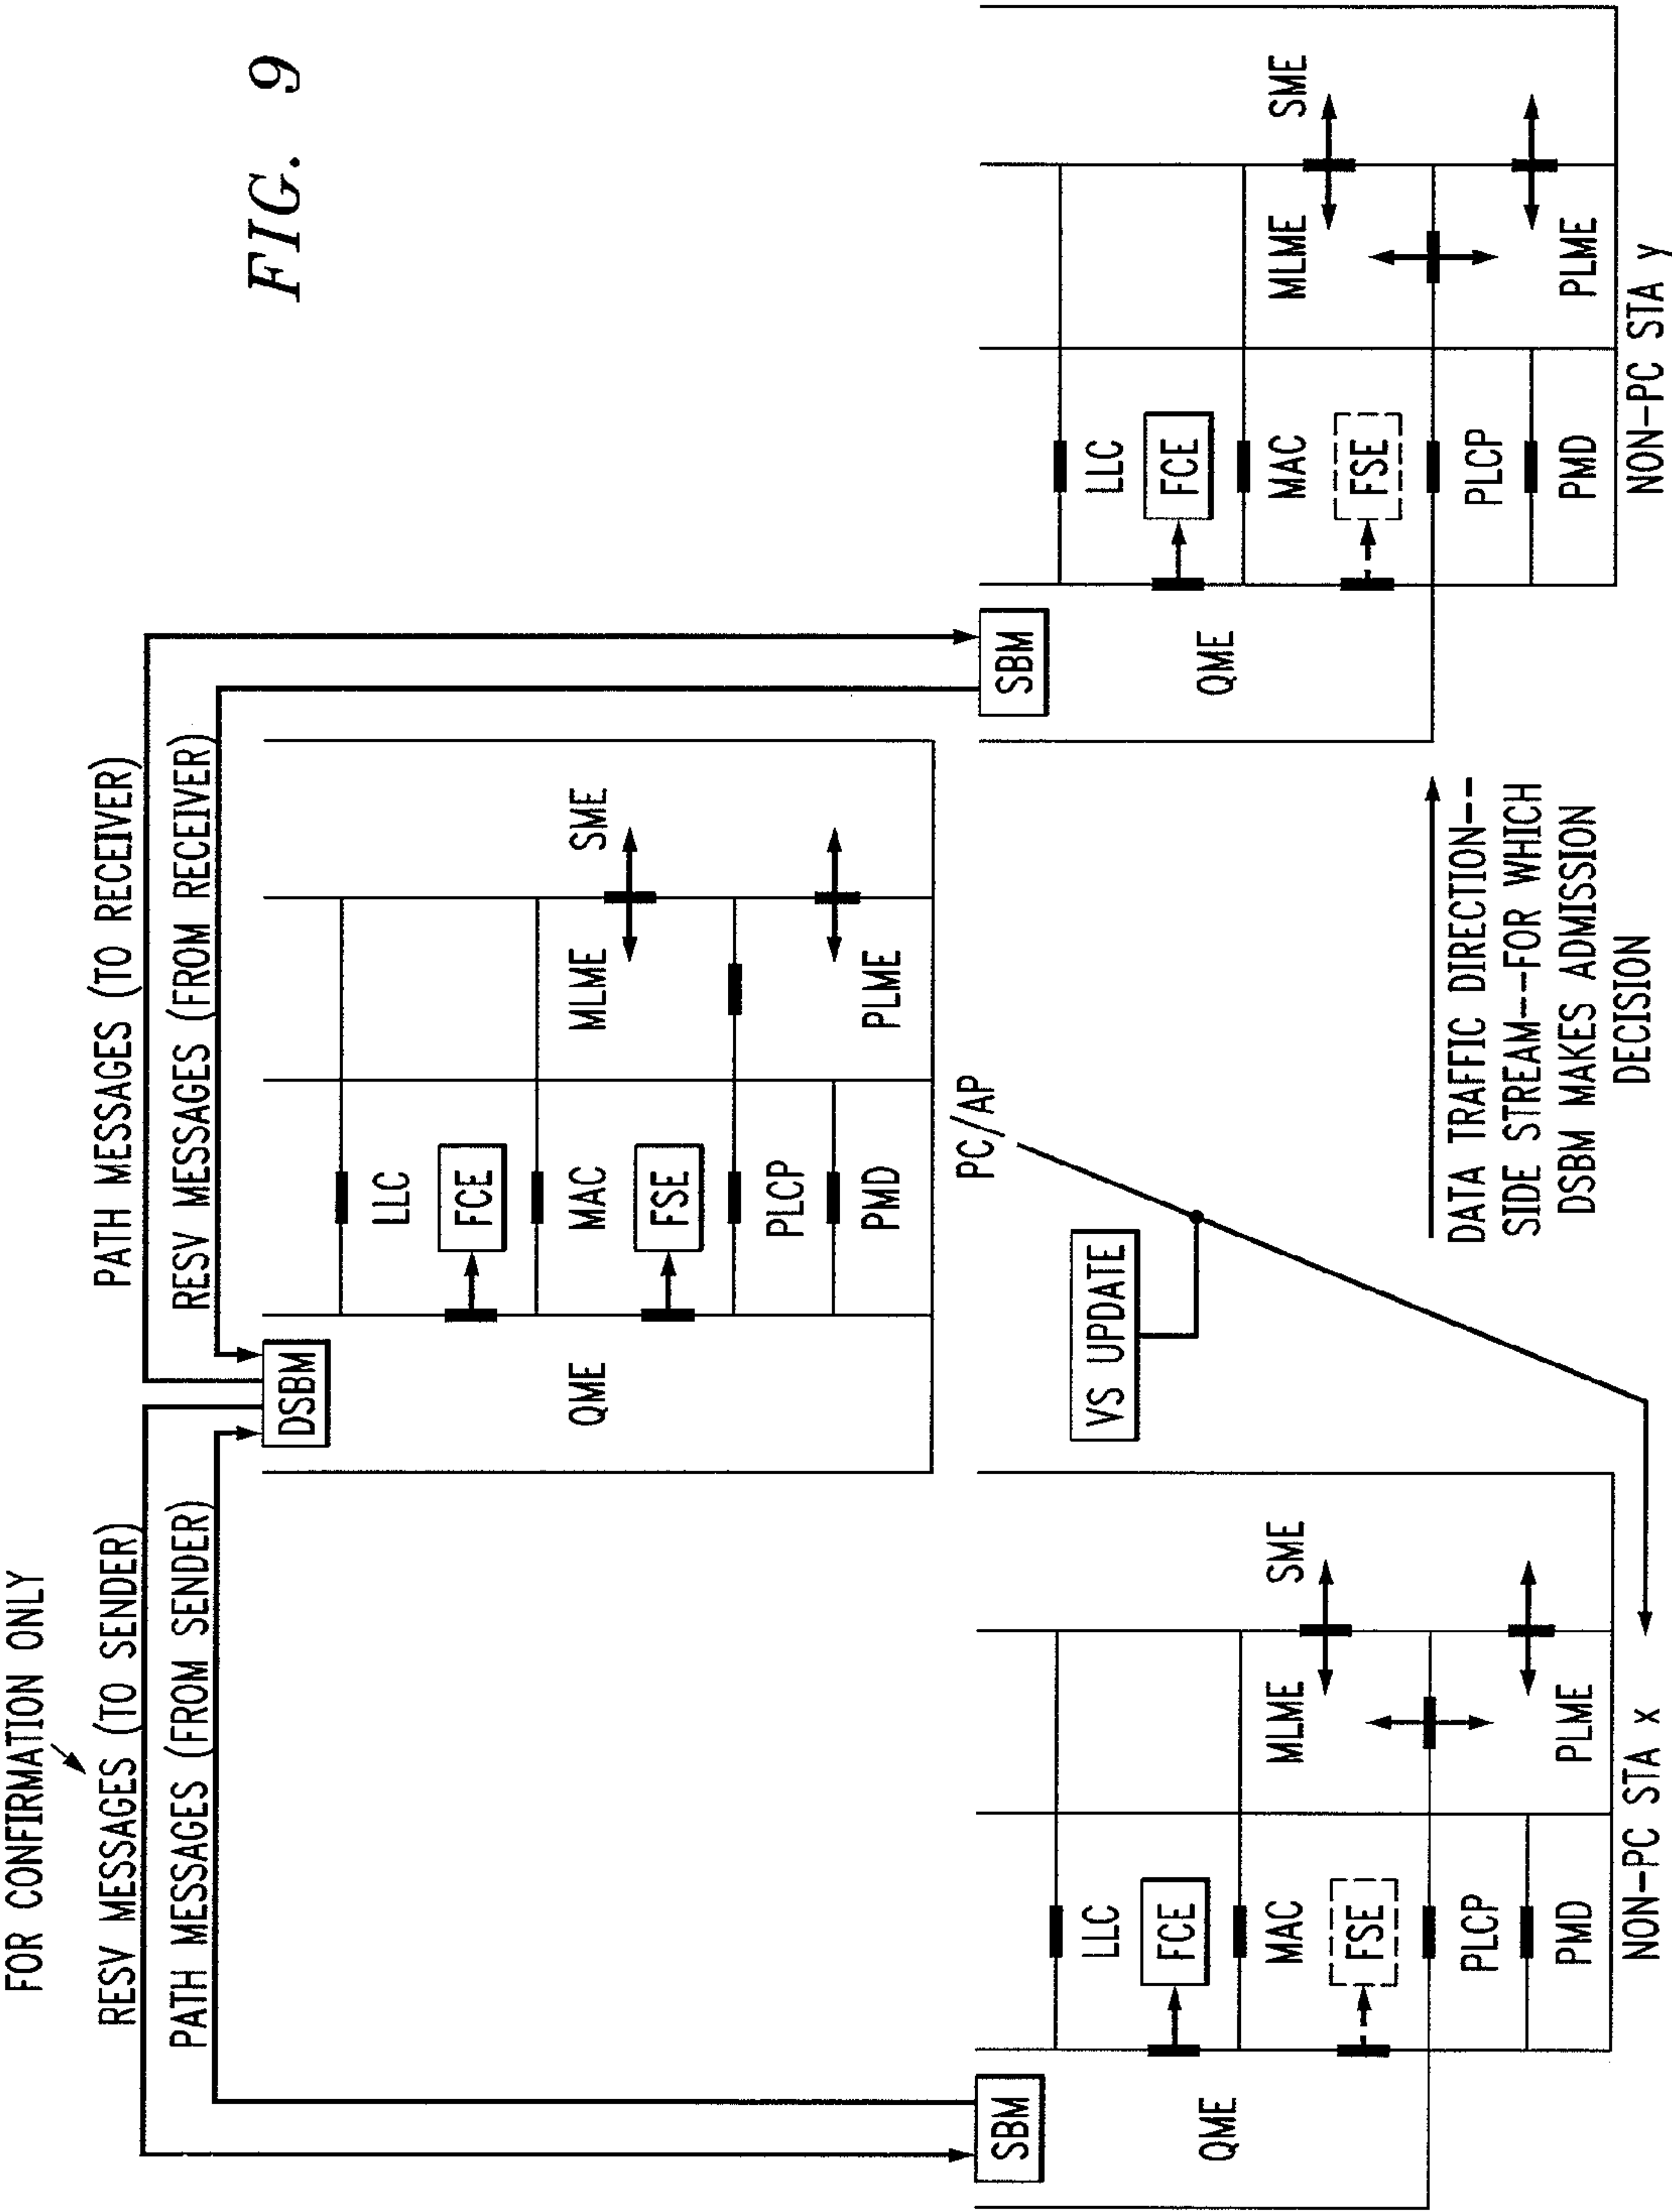 FIG. 9
FOR CONFIRMATION ONLY
RESV MESSAGES (TO SENDER)
PATH MESSAGES (FROM SENDER)
PATH MESSAGES (TO RECEIVER)
RESV MESSAGES (FROM RECEIVER)
DSBM
QME
LLC
FCE
MAC
FSE
PLCP
PMD
MLME
SME
PLME
PC/AP
VS UPDATE
SBM
QME
LLC
FCE
MAC
FSE
PLCP
PMD
MLME
SME
PLME
NON-PC STA x
DATA TRAFFIC DIRECTION--
SIDE STREAM--FOR WHICH
DSBM MAKES ADMISSION
DECISION
SBM
QME
LLC
FCE
MAC
FSE
PLCP
PMD
MLME
SME
PLME
NON-PC STA y